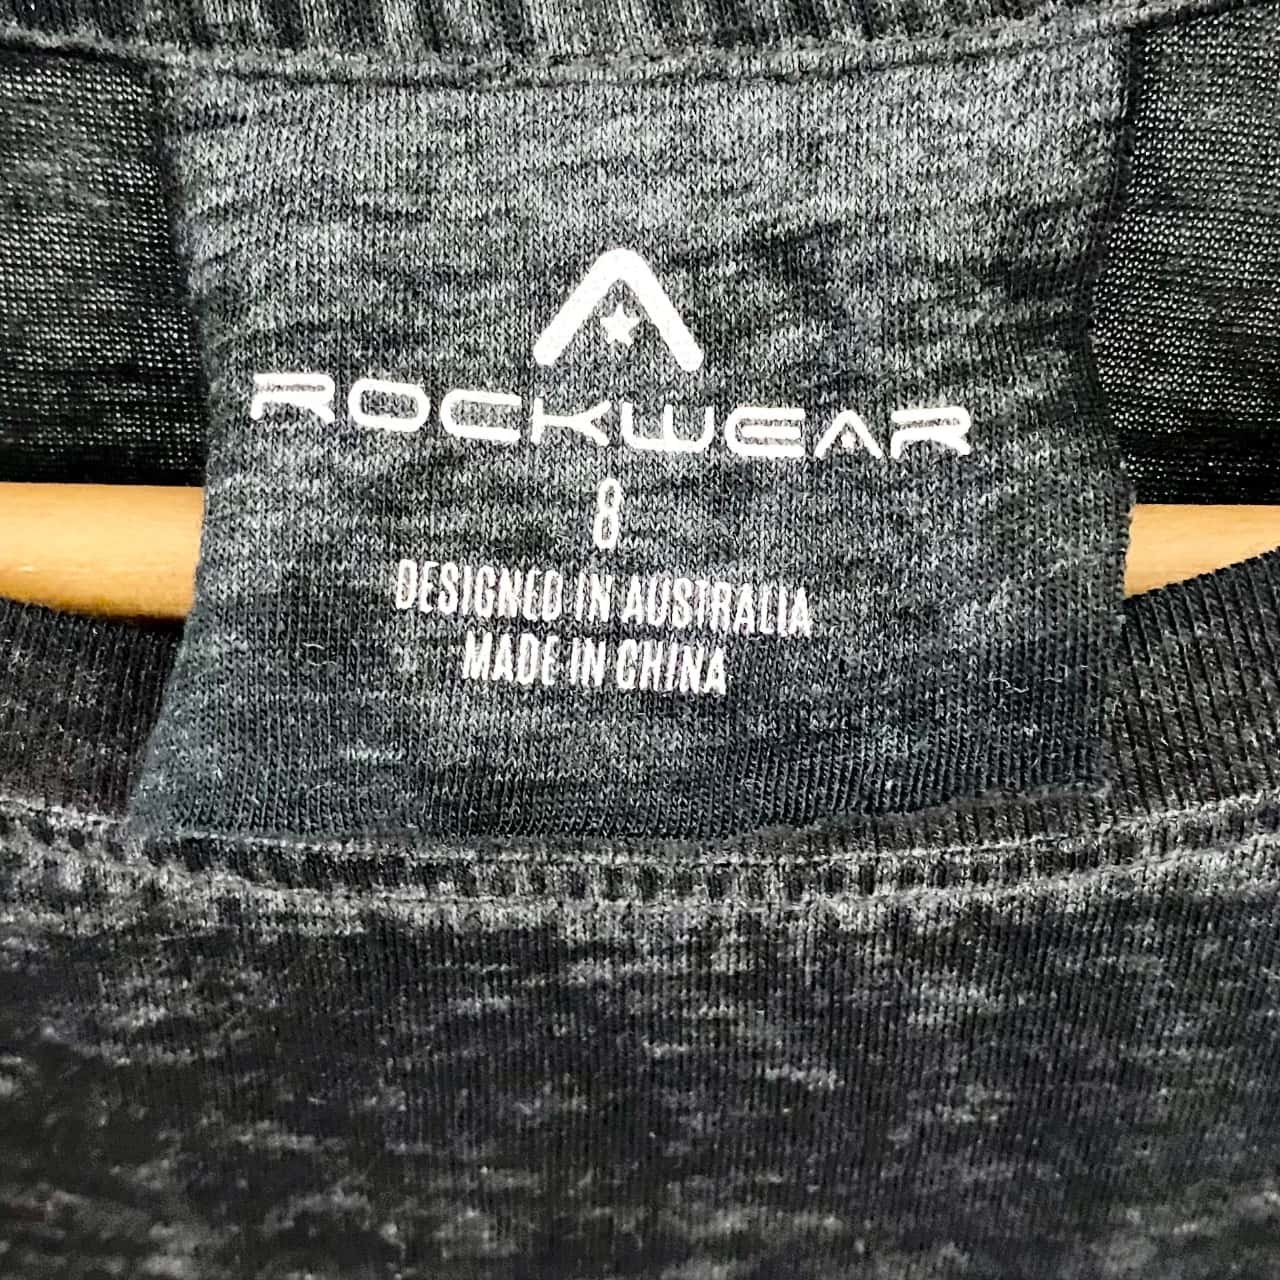 ROCKWEAR
8
DESIGNED IN AUSTRALIA
MADE IN CHINA